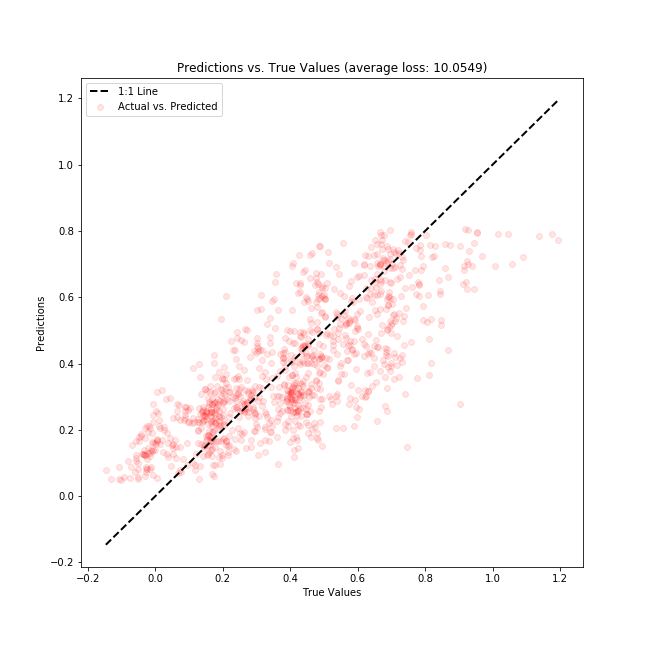 Predictions vs. True Values (average loss: 10.0549)
1:1 Line
Actual vs. Predicted
1.2
1.0
0.8
0.6
0.4
0.2
0.0
−0.2
Predictions
−0.2 0.0 0.2 0.4 0.6 0.8 1.0 1.2
True Values